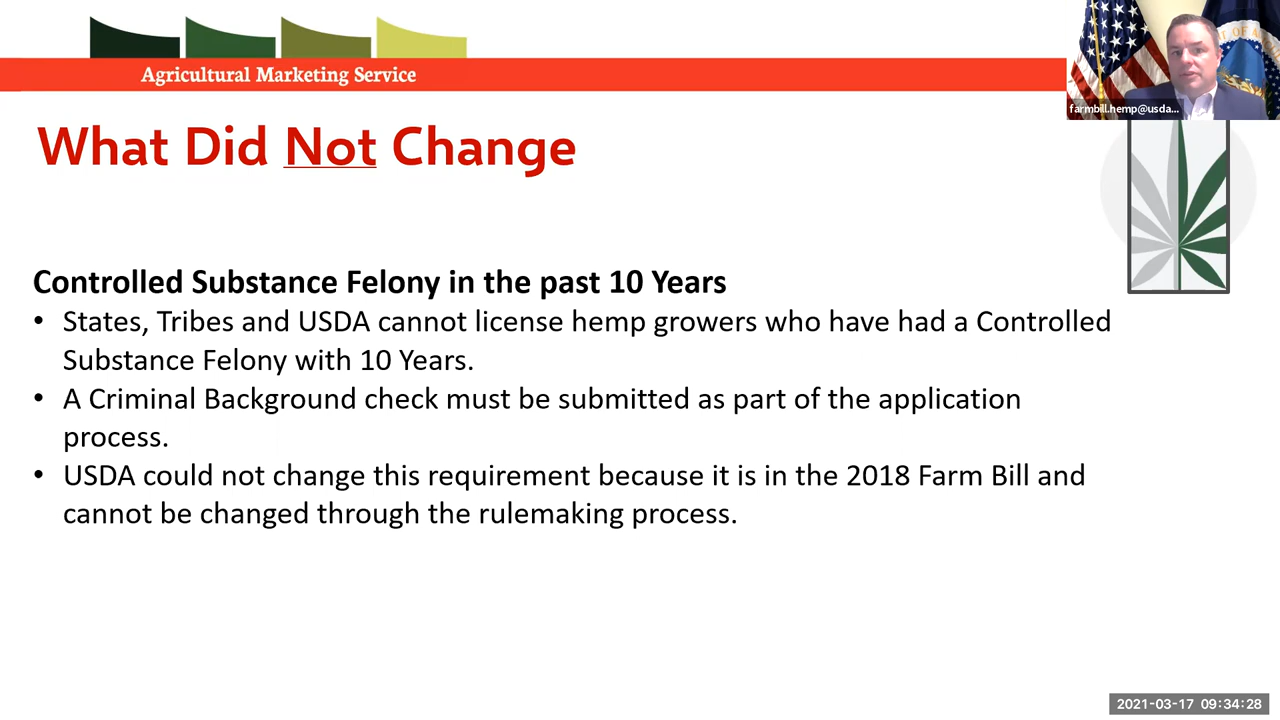 Agricultural Marketing Service
farmbill.hemp@usda...
What Did Not Change
Controlled Substance Felony in the past 10 Years
• States, Tribes and USDA cannot license hemp growers who have had a Controlled
Substance Felony with 10 Years.
• A Criminal Background check must be submitted as part of the application
process.
• USDA could not change this requirement because it is in the 2018 Farm Bill and
cannot be changed through the rulemaking process.
2021-03-17 09:34:28